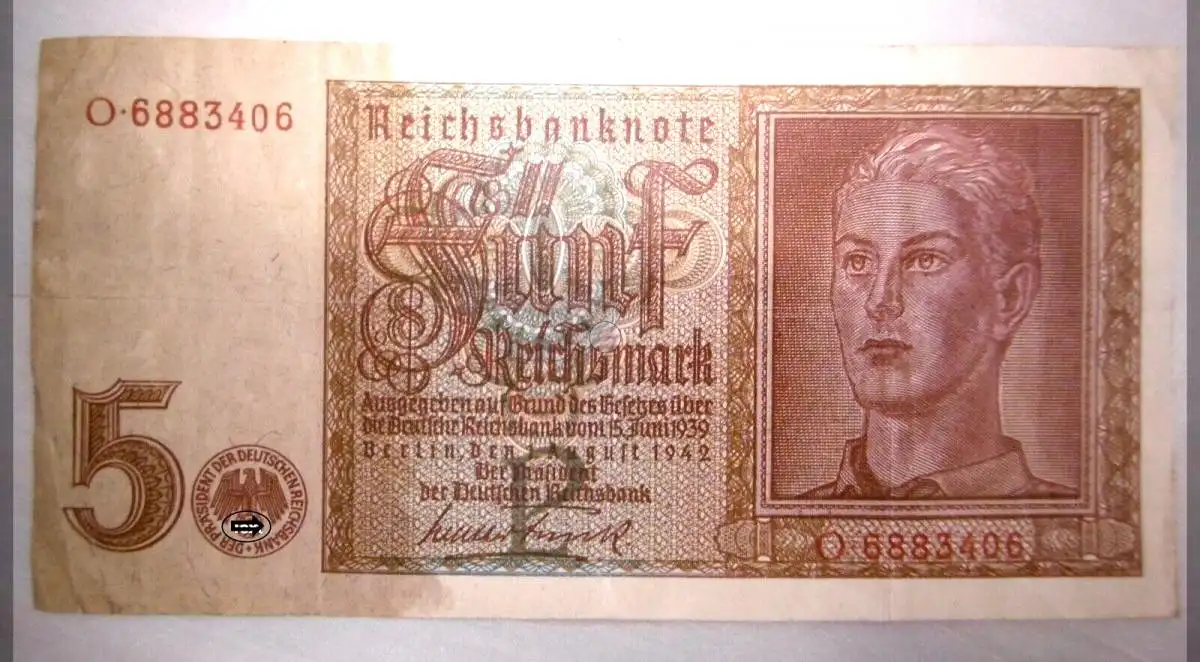 O·6883406
Reichsbanknote
Fünf
Reichsmark
Ausgegeben auf Grund des Gesetzes über
die Deutsche Reichsbank vom 15. Juni 1939
Berlin, den 1. August 1942
Der Präsident
der Deutschen Reichsbank
5
DER PRÄSIDENT DER DEUTSCHEN REICHSBANK
O·6883406